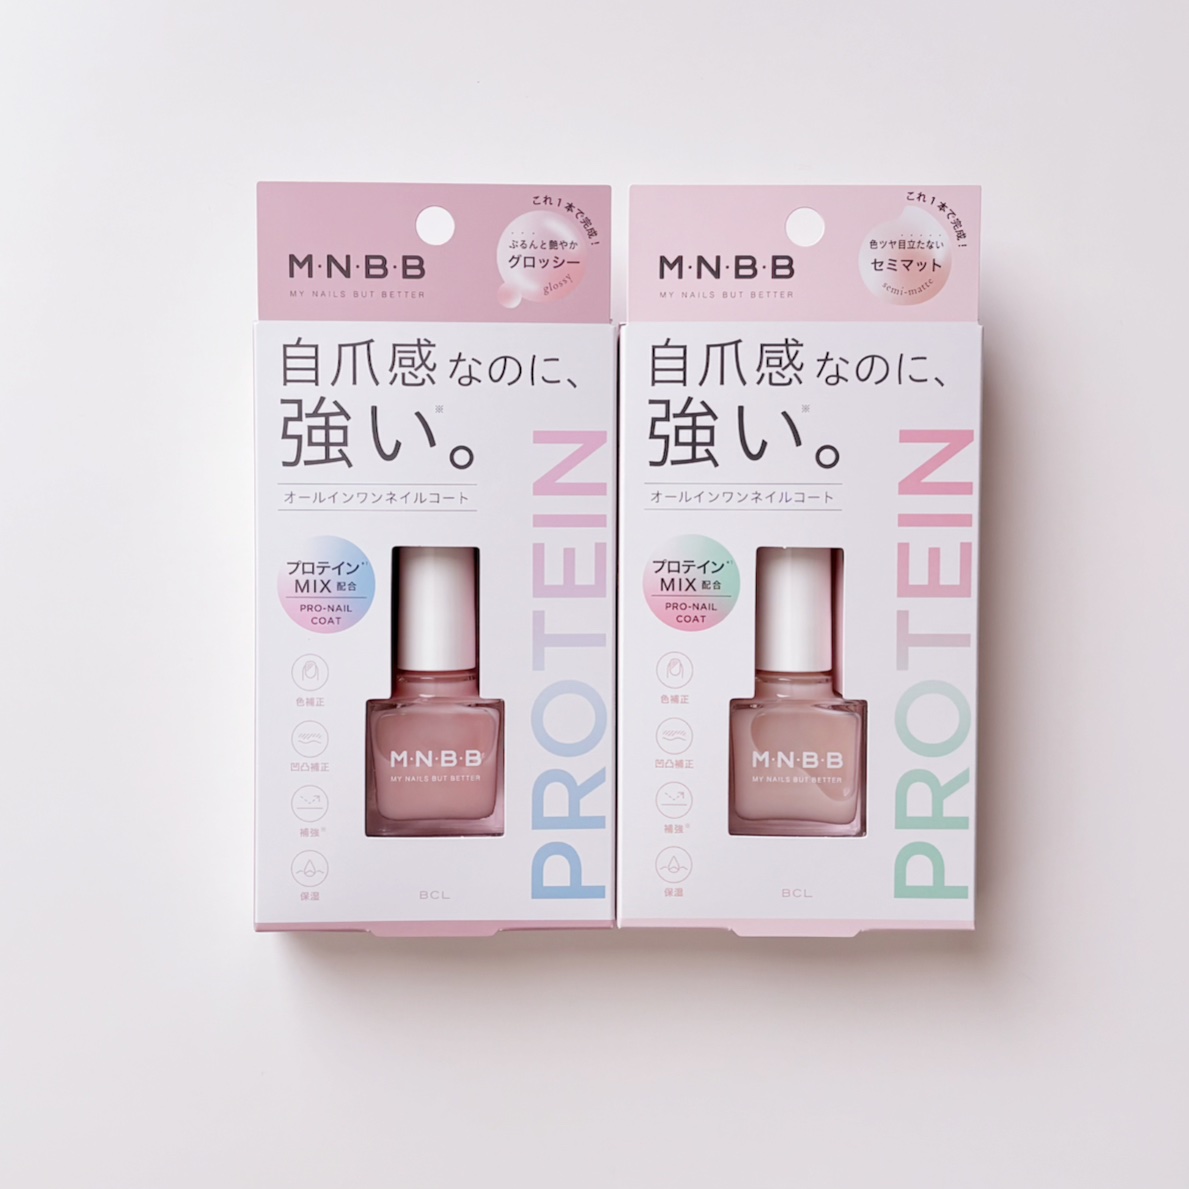 M・N・B・B
MY NAILS BUT BETTER
これ1本で完成！
ぷるんと艶やか
グロッシー
glossy
自爪感なのに、
強い。※
オールインワンネイルコート
プロテイン*¹
MIX配合
PRO-NAIL
COAT
色補正
凹凸補正
補強※
保湿
M・N・B・B
MY NAILS BUT BETTER
BCL
PROTEIN
M・N・B・B
MY NAILS BUT BETTER
これ1本で完成！
色ツヤ目立たない
セミマット
semi-matte
自爪感なのに、
強い。※
オールインワンネイルコート
プロテイン*¹
MIX配合
PRO-NAIL
COAT
色補正
凹凸補正
補強※
保湿
M・N・B・B
MY NAILS BUT BETTER
BCL
PROTEIN